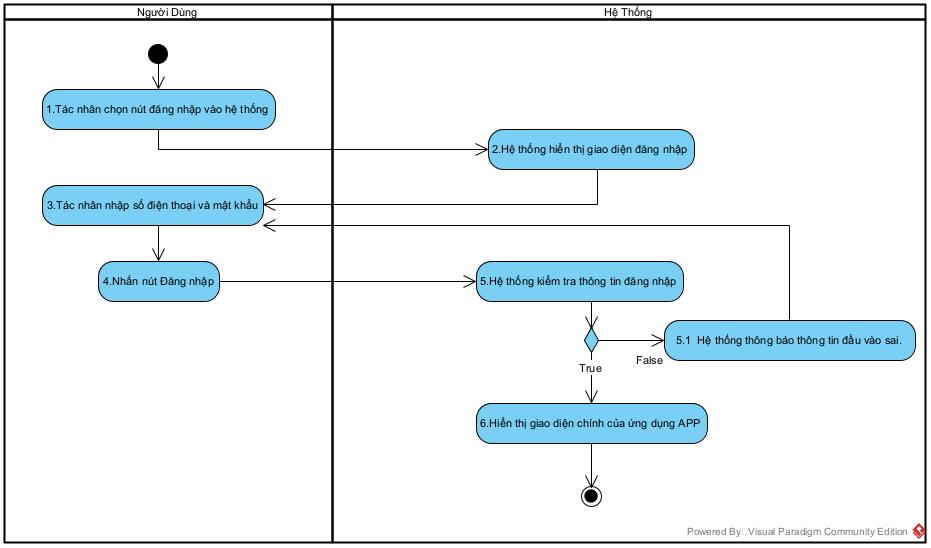 Người Dùng
Hệ Thống
1.Tác nhân chọn nút đăng nhập vào hệ thống
2.Hệ thống hiển thị giao diện đăng nhập
3.Tác nhân nhập số điện thoại và mật khẩu
4.Nhấn nút Đăng nhập
5.Hệ thống kiểm tra thông tin đăng nhập
5.1 Hệ thống thông báo thông tin đầu vào sai.
False
True
6.Hiển thị giao diện chính của ứng dụng APP
Powered By Visual Paradigm Community Edition